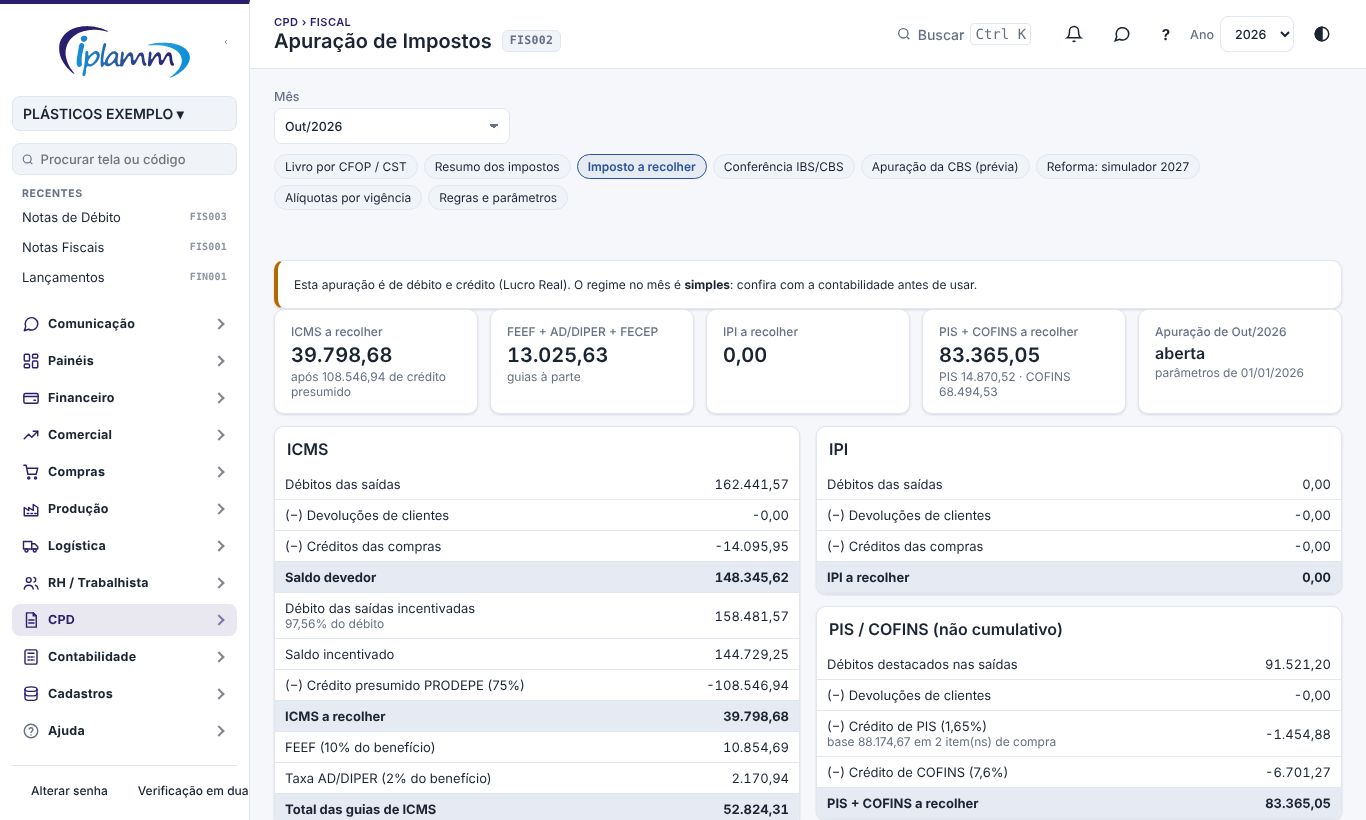 iplamm
PLÁSTICOS EXEMPLO ▾
Procurar tela ou código
RECENTES
Notas de Débito FIS003
Notas Fiscais FIS001
Lançamentos FIN001
Comunicação
Painéis
Financeiro
Comercial
Compras
Produção
Logística
RH / Trabalhista
CPD
Contabilidade
Cadastros
Ajuda
Alterar senha Verificação em dua
CPD › FISCAL
Apuração de Impostos FIS002
Buscar Ctrl K
? Ano 2026
Mês
Out/2026
Livro por CFOP / CST Resumo dos impostos Imposto a recolher Conferência IBS/CBS Apuração da CBS (prévia) Reforma: simulador 2027
Alíquotas por vigência Regras e parâmetros
Esta apuração é de débito e crédito (Lucro Real). O regime no mês é simples: confira com a contabilidade antes de usar.
ICMS a recolher
39.798,68
após 108.546,94 de crédito
presumido
FEEF + AD/DIPER + FECEP
13.025,63
guias à parte
IPI a recolher
0,00
PIS + COFINS a recolher
83.365,05
PIS 14.870,52 · COFINS
68.494,53
Apuração de Out/2026
aberta
parâmetros de 01/01/2026
ICMS
Débitos das saídas 162.441,57
(−) Devoluções de clientes -0,00
(−) Créditos das compras -14.095,95
Saldo devedor 148.345,62
Débito das saídas incentivadas 158.481,57
97,56% do débito
Saldo incentivado 144.729,25
(−) Crédito presumido PRODEPE (75%) -108.546,94
ICMS a recolher 39.798,68
FEEF (10% do benefício) 10.854,69
Taxa AD/DIPER (2% do benefício) 2.170,94
Total das guias de ICMS 52.824,31
IPI
Débitos das saídas 0,00
(−) Devoluções de clientes -0,00
(−) Créditos das compras -0,00
IPI a recolher 0,00
PIS / COFINS (não cumulativo)
Débitos destacados nas saídas 91.521,20
(−) Devoluções de clientes -0,00
(−) Crédito de PIS (1,65%) -1.454,88
base 88.174,67 em 2 item(ns) de compra
(−) Crédito de COFINS (7,6%) -6.701,27
PIS + COFINS a recolher 83.365,05